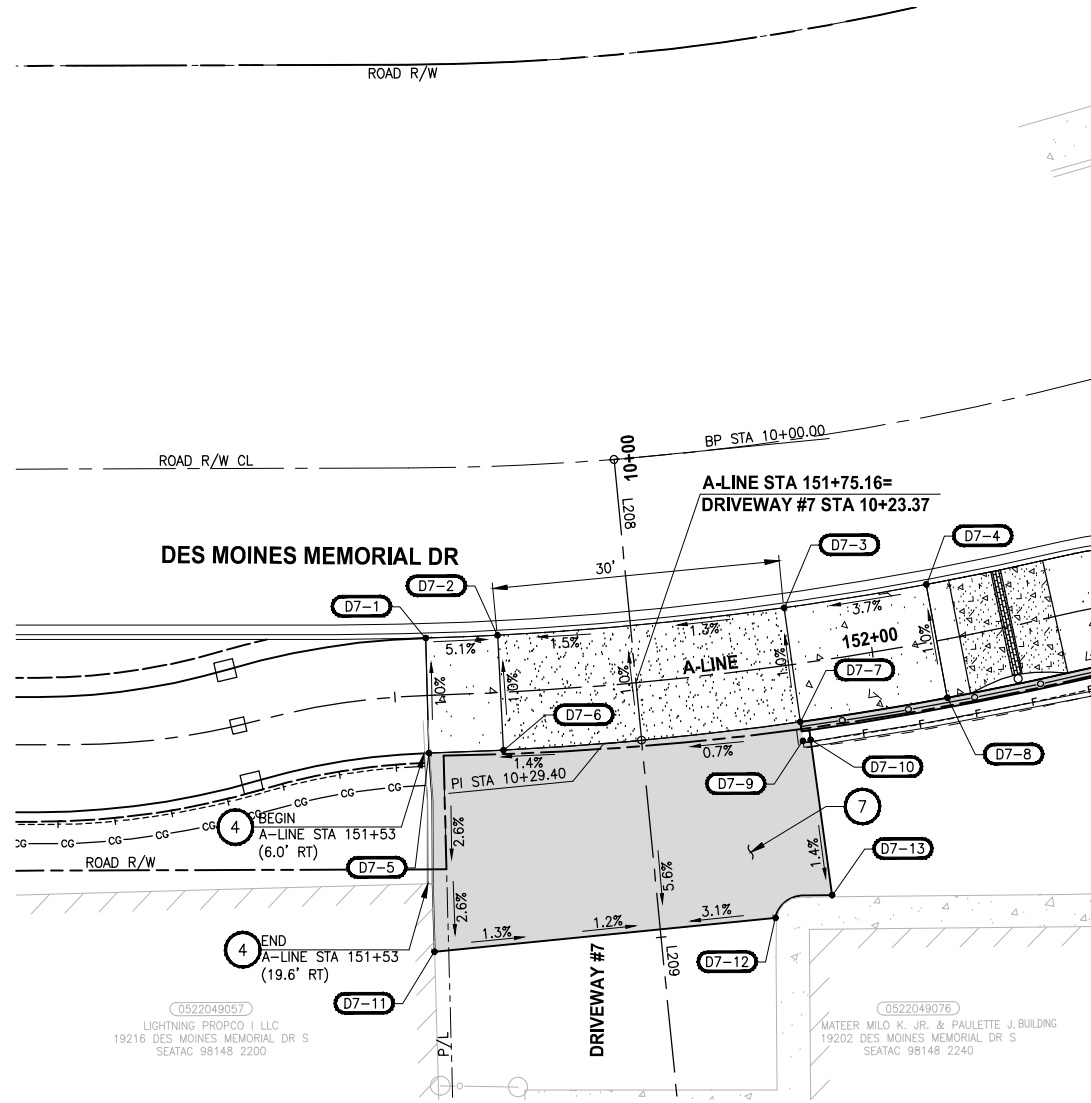 ROAD R/W
ROAD R/W CL
BP STA 10+00.00
10+00
L208
A-LINE STA 151+75.16=
DRIVEWAY #7 STA 10+23.37
DES MOINES MEMORIAL DR
D7-1
D7-2
30'
D7-3
D7-4
5.1%
1.5%
1.3%
3.7%
152+00
A-LINE
1.0%
1.0%
1.0%
1.0%
1.0%
D7-6
D7-7
D7-8
1.4%
PI STA 10+29.40
0.7%
D7-9
D7-10
CG
CG
CG
CG
CG
CG
CG
4
BEGIN
A-LINE STA 151+53
(6.0' RT)
ROAD R/W
D7-5
2.6%
2.6%
5.6%
7
1.4%
D7-13
4
END
A-LINE STA 151+53
(19.6' RT)
1.3%
1.2%
3.1%
D7-11
D7-12
L209
DRIVEWAY #7
P/L
0522049057
LIGHTNING PROPCO I LLC
19216 DES MOINES MEMORIAL DR S
SEATAC 98148 2200
0522049076
MATEER MILO K. JR. & PAULETTE J. BUILDING
19202 DES MOINES MEMORIAL DR S
SEATAC 98148 2240